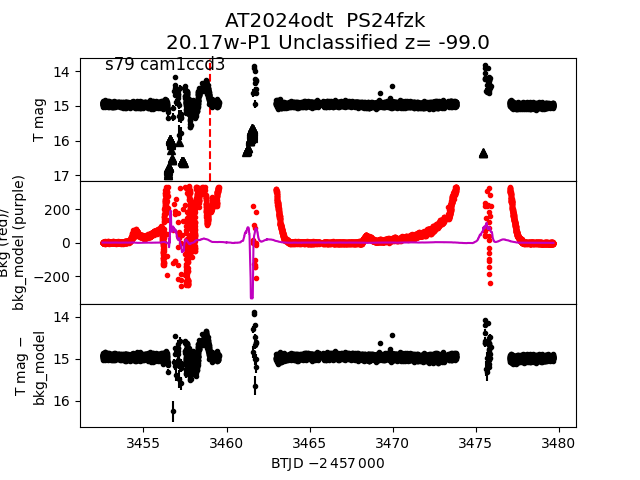 AT2024odt  PS24fzk
20.17w-P1 Unclassified z= -99.0
s79 cam1ccd3
14
15
16
17
T mag
200
0
−200
Bkg (red)/
bkg_model (purple)
14
15
16
T mag −
bkg_model
3455
3460
3465
3470
3475
3480
BTJD −2 457 000